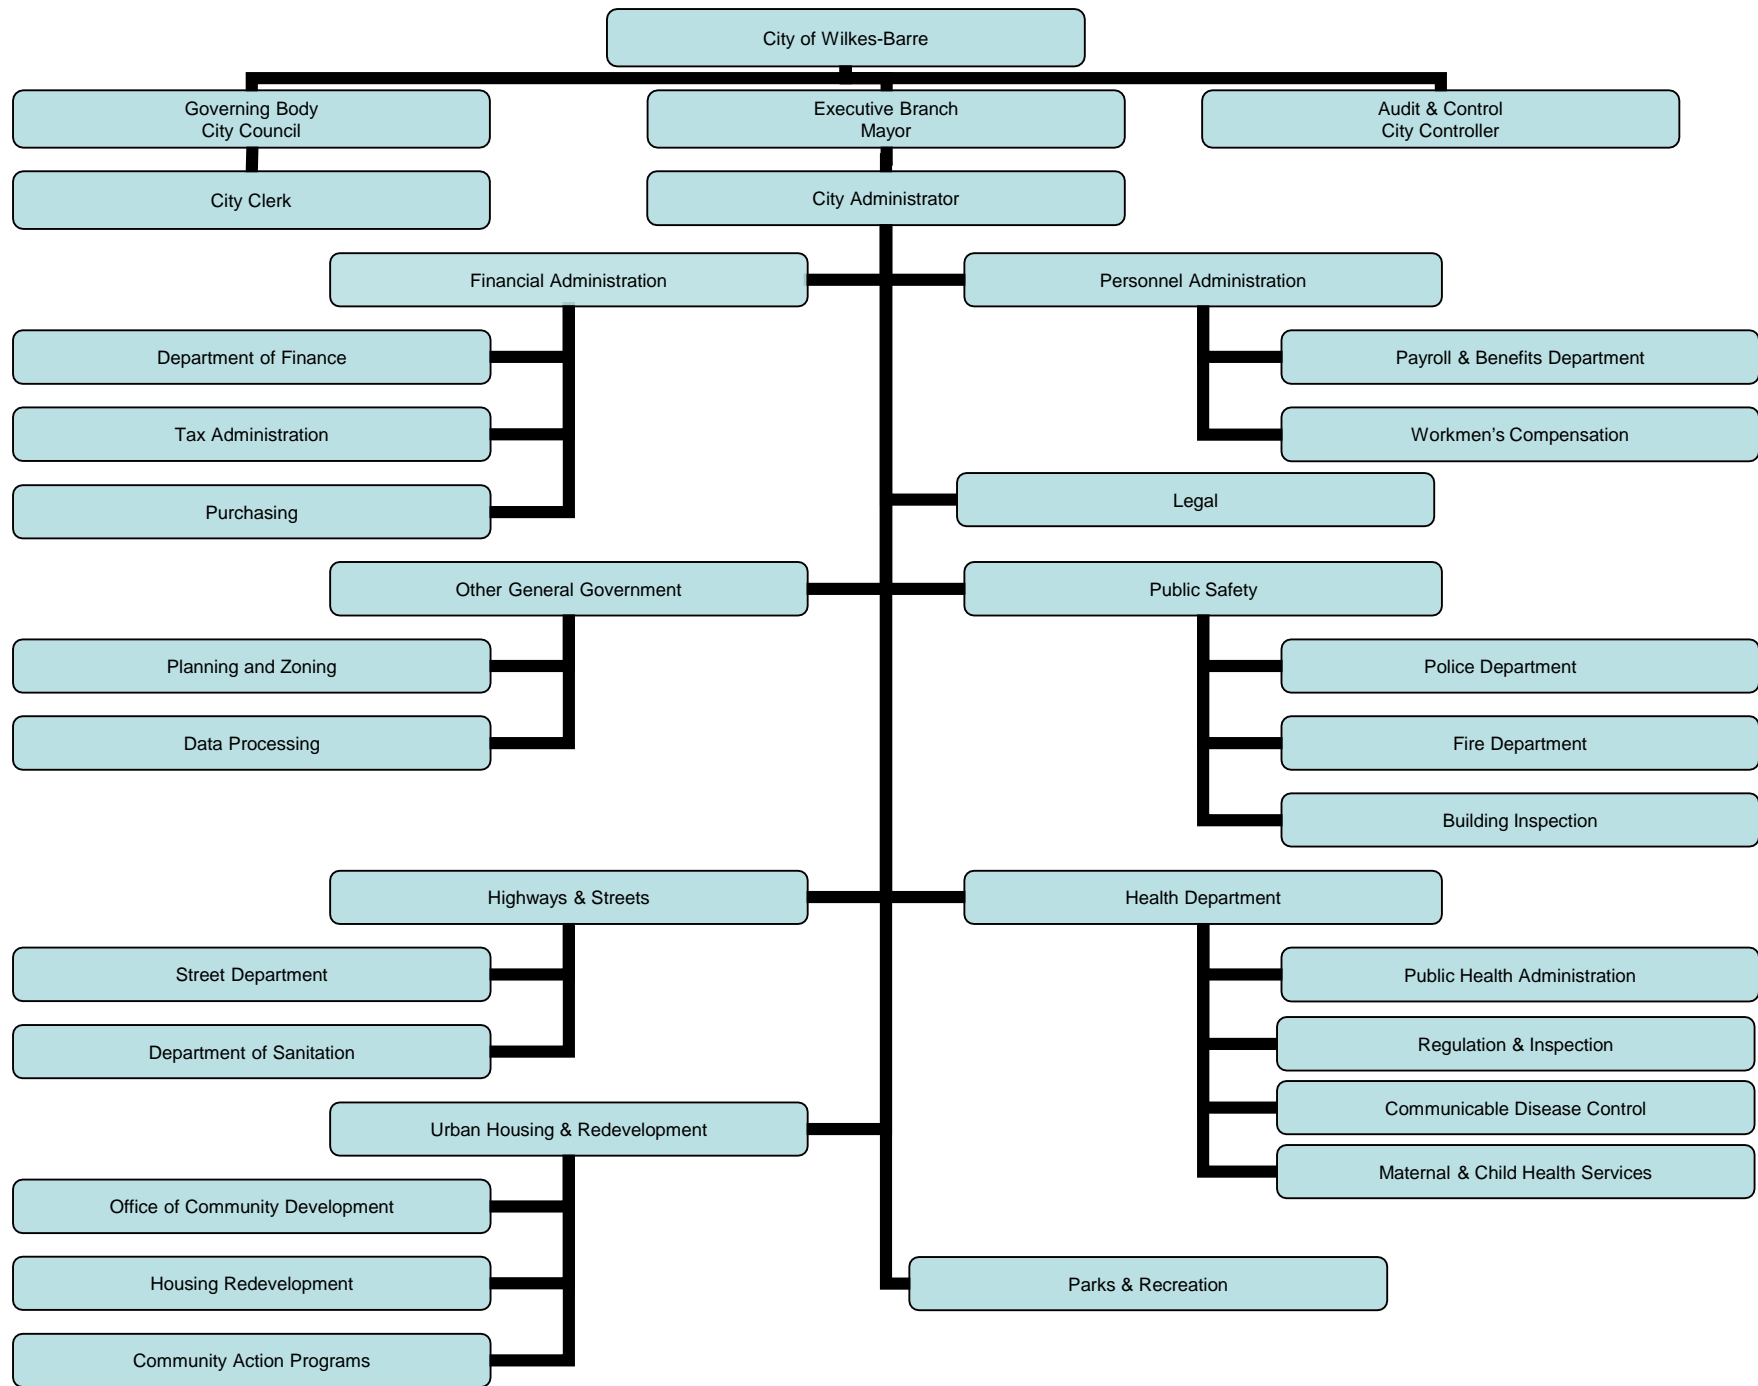 City of Wilkes-Barre
Governing Body
City Council
Executive Branch
Mayor
Audit & Control
City Controller
City Clerk
City Administrator
Financial Administration
Personnel Administration
Department of Finance
Payroll & Benefits Department
Tax Administration
Workmen’s Compensation
Purchasing
Legal
Other General Government
Public Safety
Planning and Zoning
Police Department
Data Processing
Fire Department
Building Inspection
Highways & Streets
Health Department
Street Department
Public Health Administration
Department of Sanitation
Regulation & Inspection
Communicable Disease Control
Urban Housing & Redevelopment
Maternal & Child Health Services
Office of Community Development
Housing Redevelopment
Parks & Recreation
Community Action Programs